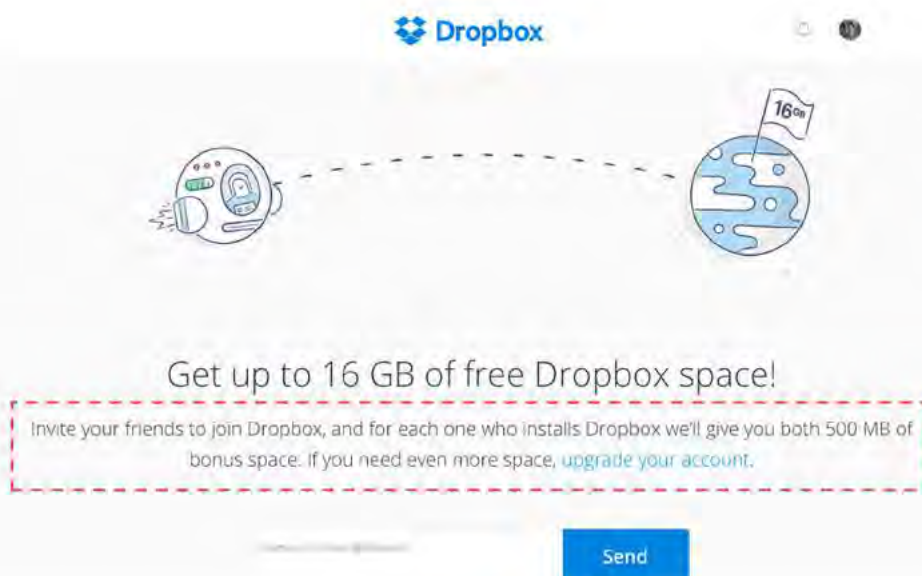 Dropbox
16GB
Get up to 16 GB of free Dropbox space!
Invite your friends to join Dropbox, and for each one who installs Dropbox we'll give you both 500 MB of
bonus space. If you need even more space, upgrade your account.
Send